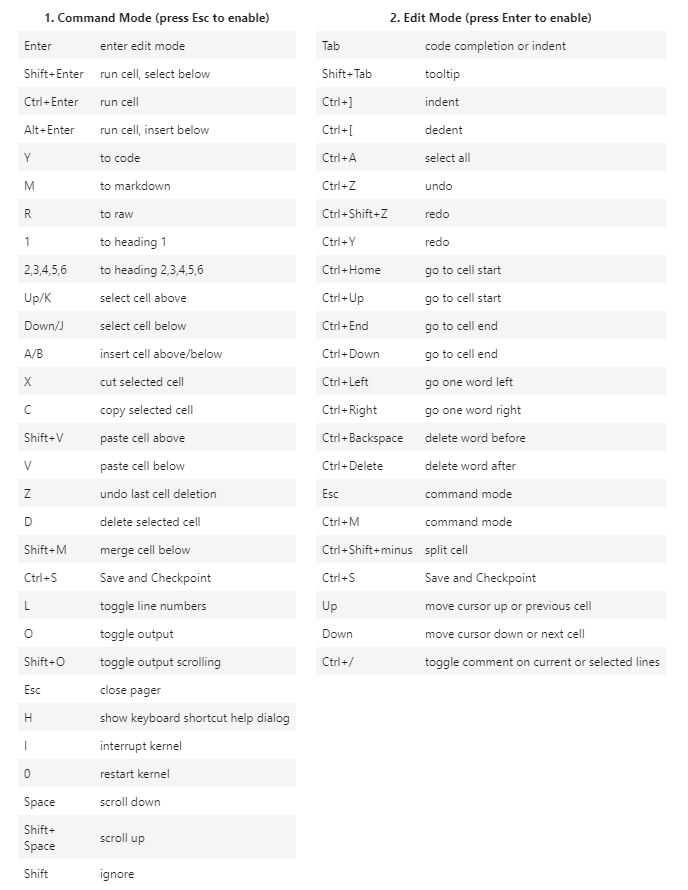 1. Command Mode (press Esc to enable)
Enter enter edit mode
Shift+Enter run cell, select below
Ctrl+Enter run cell
Alt+Enter run cell, insert below
Y to code
M to markdown
R to raw
1 to heading 1
2,3,4,5,6 to heading 2,3,4,5,6
Up/K select cell above
Down/J select cell below
A/B insert cell above/below
X cut selected cell
C copy selected cell
Shift+V paste cell above
V paste cell below
Z undo last cell deletion
D delete selected cell
Shift+M merge cell below
Ctrl+S Save and Checkpoint
L toggle line numbers
O toggle output
Shift+O toggle output scrolling
Esc close pager
H show keyboard shortcut help dialog
I interrupt kernel
0 restart kernel
Space scroll down
Shift+
Space scroll up
Shift ignore
2. Edit Mode (press Enter to enable)
Tab code completion or indent
Shift+Tab tooltip
Ctrl+] indent
Ctrl+[ dedent
Ctrl+A select all
Ctrl+Z undo
Ctrl+Shift+Z redo
Ctrl+Y redo
Ctrl+Home go to cell start
Ctrl+Up go to cell start
Ctrl+End go to cell end
Ctrl+Down go to cell end
Ctrl+Left go one word left
Ctrl+Right go one word right
Ctrl+Backspace delete word before
Ctrl+Delete delete word after
Esc command mode
Ctrl+M command mode
Ctrl+Shift+minus split cell
Ctrl+S Save and Checkpoint
Up move cursor up or previous cell
Down move cursor down or next cell
Ctrl+/ toggle comment on current or selected lines